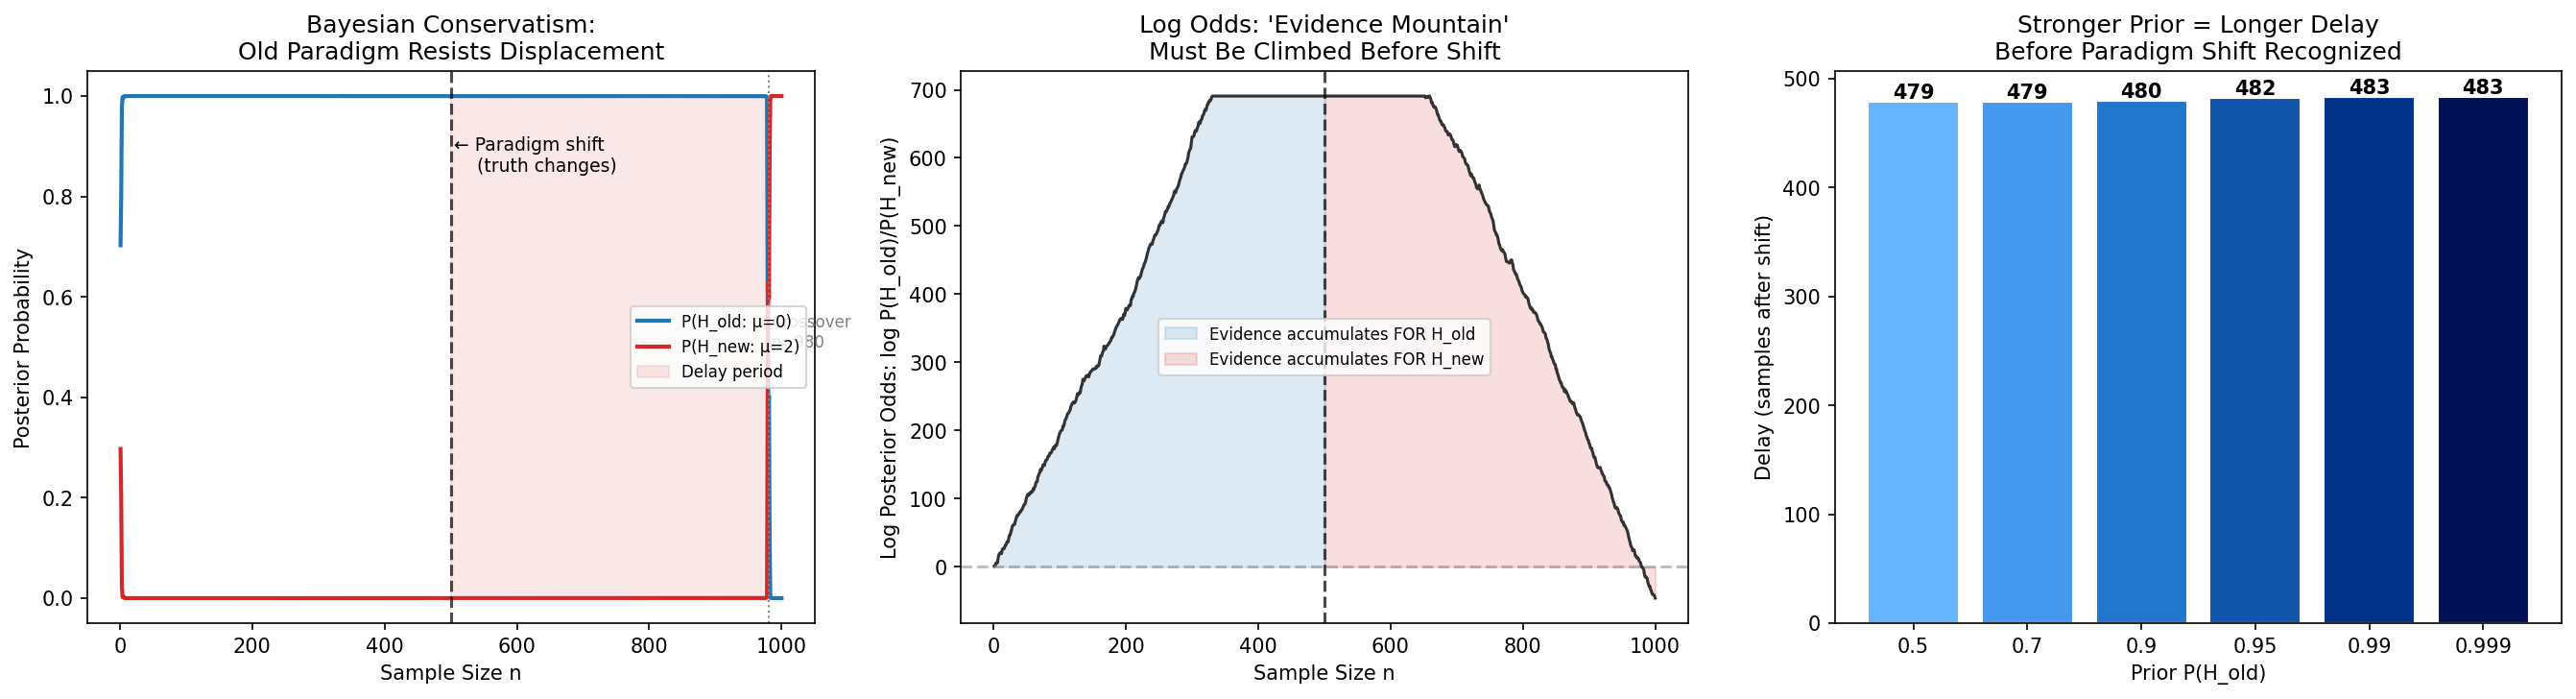 Bayesian Conservatism:
Old Paradigm Resists Displacement
Posterior Probability
1.0
0.8
0.6
0.4
0.2
0.0
← Paradigm shift
(truth changes)
P(H_old: μ=0)
P(H_new: μ=2)
Delay period
sover
80
0
200
400
600
800
1000
Sample Size n
Log Odds: 'Evidence Mountain'
Must Be Climbed Before Shift
Log Posterior Odds: log P(H_old)/P(H_new)
700
600
500
400
300
200
100
0
Evidence accumulates FOR H_old
Evidence accumulates FOR H_new
0
200
400
600
800
1000
Sample Size n
Stronger Prior = Longer Delay
Before Paradigm Shift Recognized
Delay (samples after shift)
500
400
300
200
100
0
479
479
480
482
483
483
0.5
0.7
0.9
0.95
0.99
0.999
Prior P(H_old)